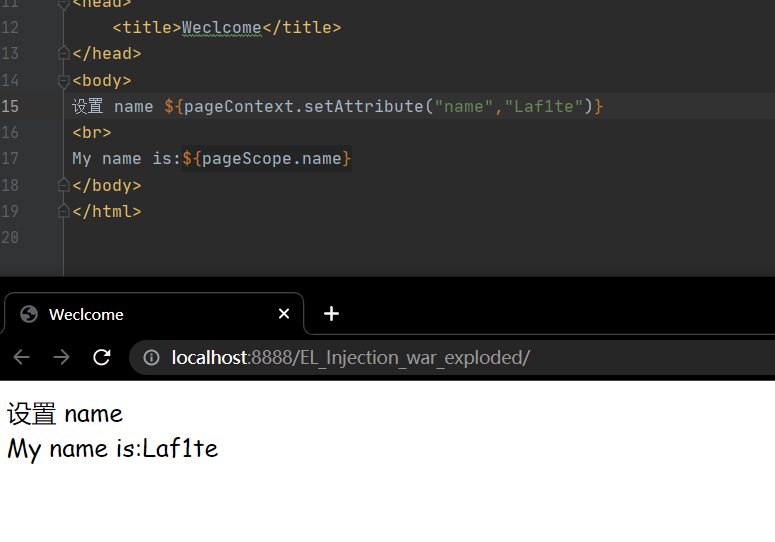 11 <head>
12 <title>Weclcome</title>
13 </head>
14 <body>
15 设置 name ${pageContext.setAttribute("name","Laf1te")}
16 <br>
17 My name is:${pageScope.name}
18 </body>
19 </html>
20
Weclcome
localhost:8888/EL_Injection_war_exploded/
设置 name
My name is:Laf1te